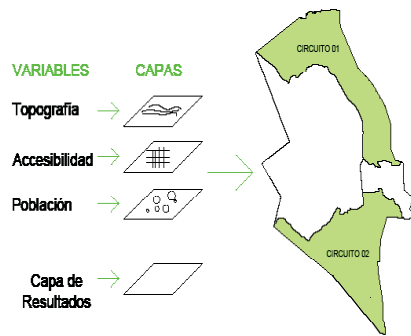 VARIABLES CAPAS
Topografía
Accesibilidad
Población
Capa de
Resultados
CIRCUITO 01
CIRCUITO 02